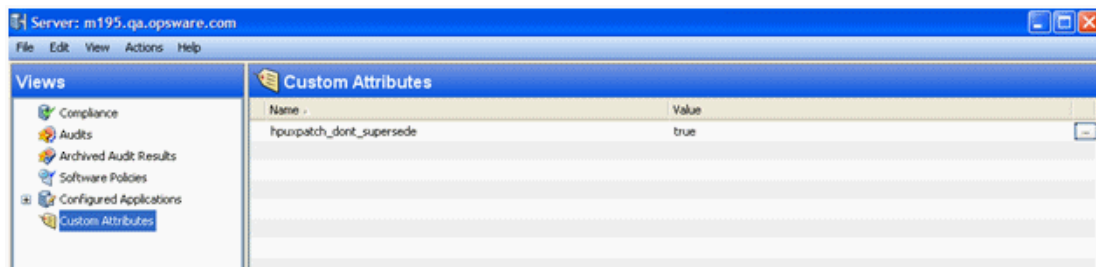 Server: m195.qa.opsware.com
File Edit View Actions Help
Views
Compliance
Audits
Archived Audit Results
Software Policies
Configured Applications
Custom Attributes
Custom Attributes
Name Value
hpuxpatch_dont_supersede true
...